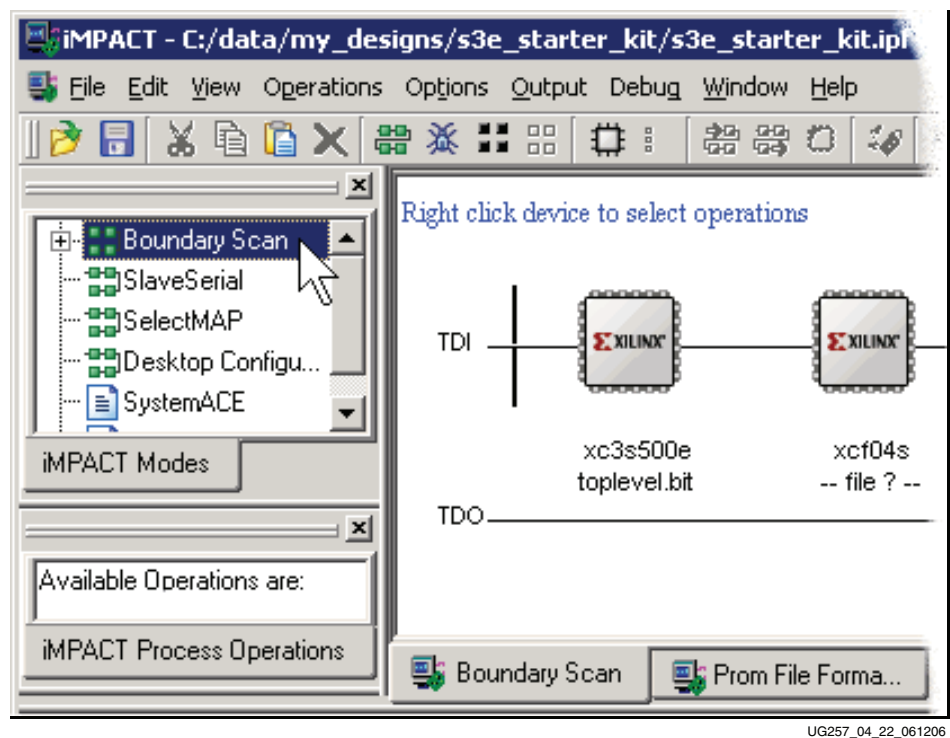 iMPACT - C:/data/my_designs/s3e_starter_kit/s3e_starter_kit.ipf
File Edit View Operations Options Output Debug Window Help
Boundary Scan
SlaveSerial
SelectMAP
Desktop Configu...
SystemACE
iMPACT Modes
Available Operations are:
iMPACT Process Operations
Right click device to select operations
TDI
XILINX
XILINX
xc3s500e
toplevel.bit
xcf04s
-- file ? --
TDO
Boundary Scan
Prom File Forma...
UG257_04_22_061206